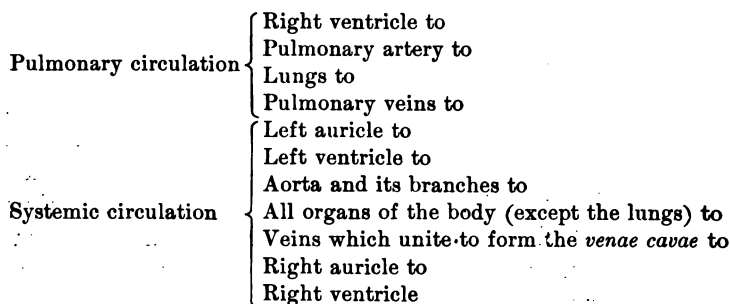 Right ventricle to
Pulmonary artery to
Pulmonary circulation
Lungs to
Pulmonary veins to
Left auricle to
Left ventricle to
Aorta and its branches to
Systemic circulation
All organs of the body (except the lungs) to
Veins which unite to form the venae cavae to
Right auricle to
Right ventricle